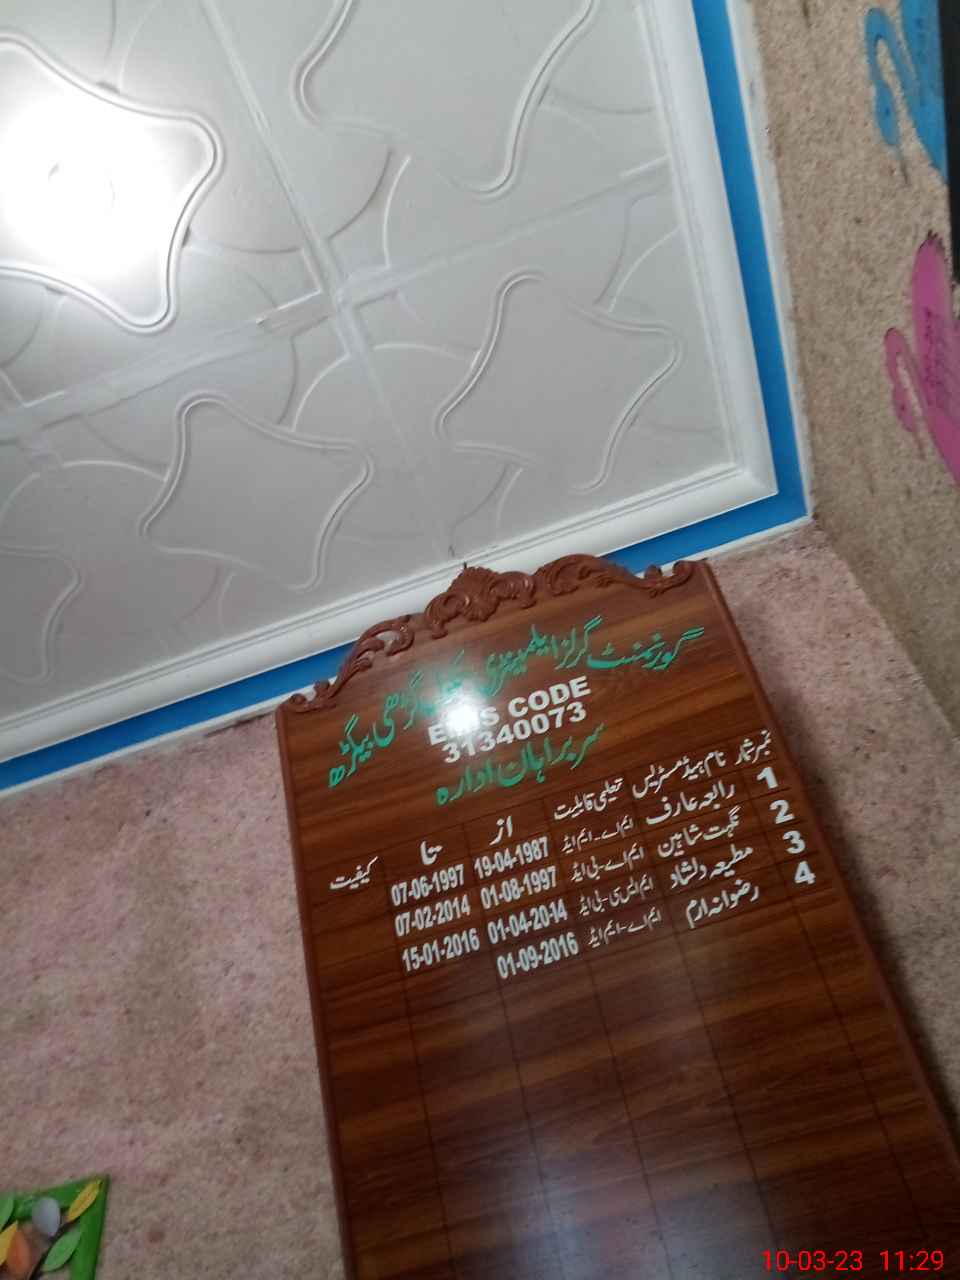 گورنمنٹ گرلز ایلیمینٹری سکول گڑھی بیگڑھ
EMIS CODE
31340073
سربراہان ادارہ
نمبر شمار نام ہیڈ مسٹریس تعلیمی قابلیت از تا کیفیت
1 رابعہ عارف ایم اے۔ ایم ایڈ 19-04-1987 07-06-1997
2 نگہت شاہین ایم اے-بی ایڈ 01-08-1997 07-02-2014
3 مطیعہ دلشاد ایم ایس سی-بی ایڈ 01-04-2014 15-01-2016
4 رضوانہ ارم ایم اے-ایم ایڈ 01-09-2016
10-03-23 11:29